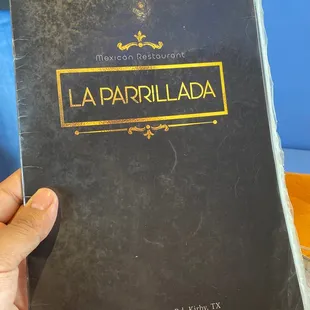 Mexican Restaurant
LA PARRILLADA
Kirby, TX